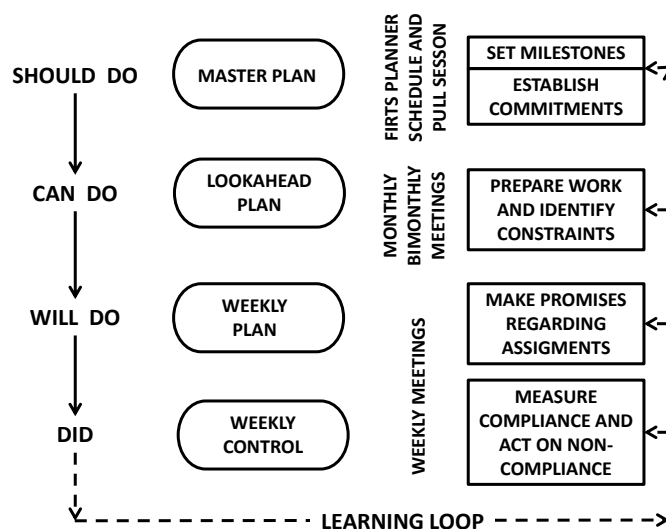 SHOULD DO
MASTER PLAN
FIRTS PLANNER
SCHEDULE AND
PULL SESSON
SET MILESTONES
ESTABLISH
COMMITMENTS
CAN DO
LOOKAHEAD
PLAN
MONTHLY
BIMONTHLY
MEETINGS
PREPARE WORK
AND IDENTIFY
CONSTRAINTS
WILL DO
WEEKLY
PLAN
WEEKLY MEETINGS
MAKE PROMISES
REGARDING
ASSIGMENTS
DID
WEEKLY
CONTROL
MEASURE
COMPLIANCE AND
ACT ON NON-
COMPLIANCE
LEARNING LOOP